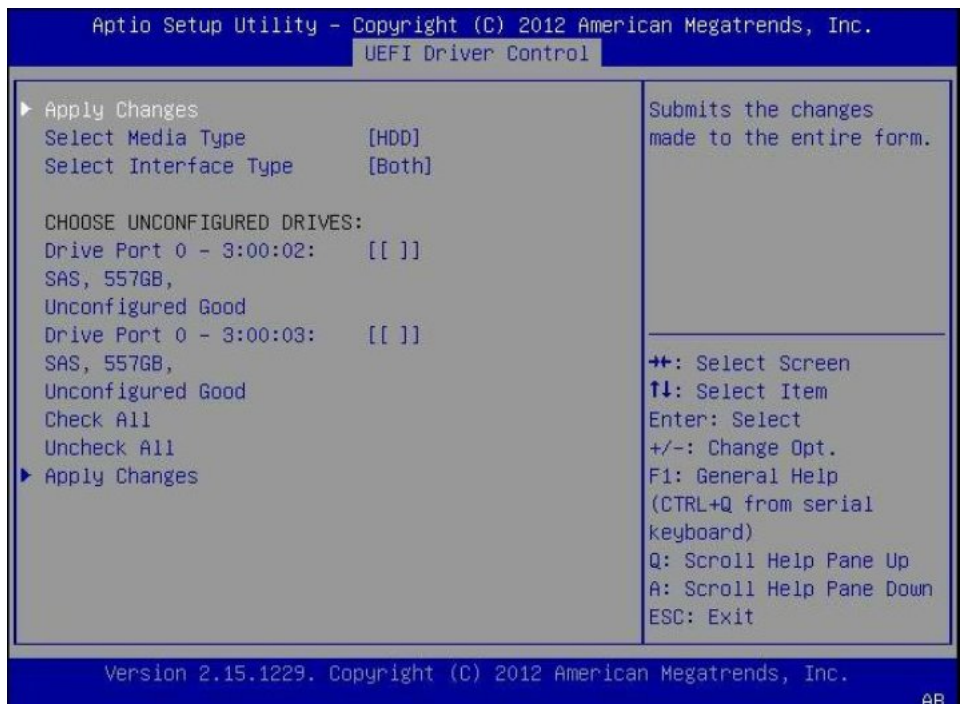 Aptio Setup Utility – Copyright (C) 2012 American Megatrends, Inc.
UEFI Driver Control
▶ Apply Changes
Select Media Type [HDD]
Select Interface Type [Both]
CHOOSE UNCONFIGURED DRIVES:
Drive Port 0 – 3:00:02: [[ ]]
SAS, 557GB,
Unconfigured Good
Drive Port 0 – 3:00:03: [[ ]]
SAS, 557GB,
Unconfigured Good
Check All
Uncheck All
▶ Apply Changes
Submits the changes
made to the entire form.
→←: Select Screen
↑↓: Select Item
Enter: Select
+/-: Change Opt.
F1: General Help
(CTRL+Q from serial
keyboard)
Q: Scroll Help Pane Up
A: Scroll Help Pane Down
ESC: Exit
Version 2.15.1229. Copyright (C) 2012 American Megatrends, Inc.
AB